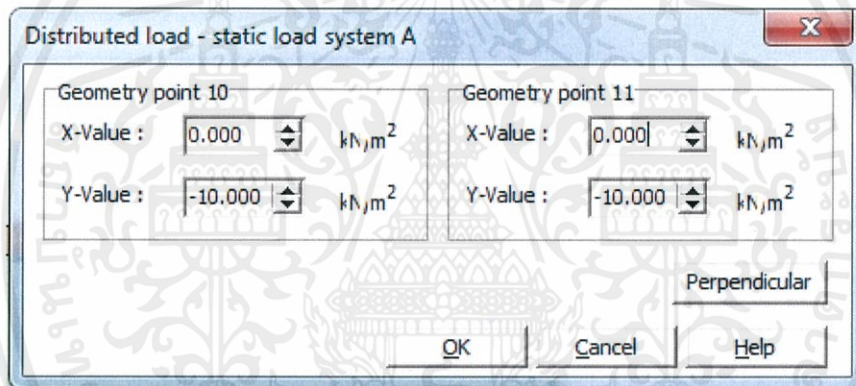 Distributed load - static load system A
Geometry point 10
X-Value : 0.000 kN/m²
Y-Value : -10.000 kN/m²
Geometry point 11
X-Value : 0.000 kN/m²
Y-Value : -10.000 kN/m²
Perpendicular
OK Cancel Help